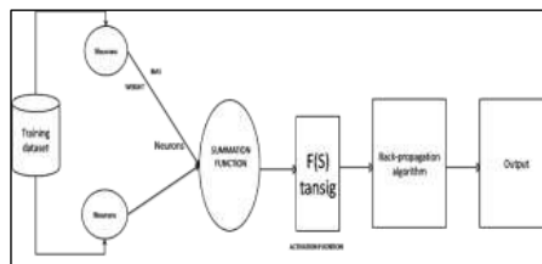 Neurons
BIAS
WEIGHT
Training
dataset
Neurons
SUMMATION
FUNCTION
F(S)
tansig
Back-propagation
algorithm
Output
Neurons
ACTIVATION FUNCTION